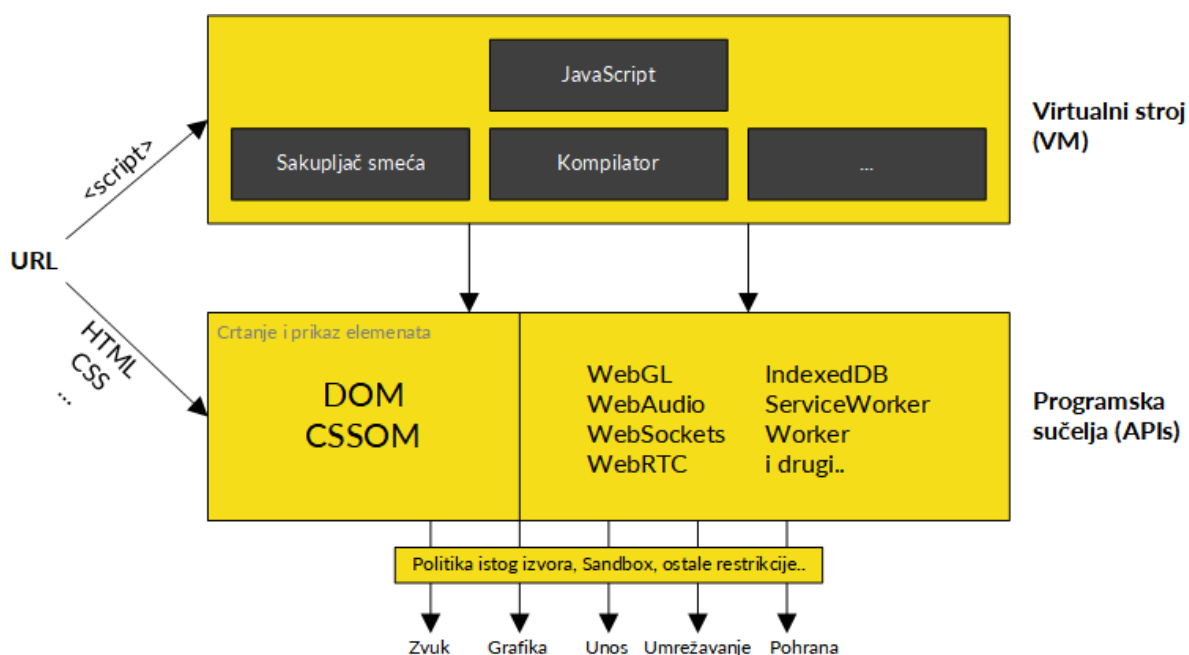 JavaScript
Sakupljač smeća
Kompilator
...
Virtualni stroj
(VM)
<script>
URL
HTML
CSS
...
Crtanje i prikaz elemenata
DOM
CSSOM
WebGL
WebAudio
WebSockets
WebRTC
IndexedDB
ServiceWorker
Worker
i drugi..
Programska
sučelja (APIs)
Politika istog izvora, Sandbox, ostale restrikcije..
Zvuk
Grafika
Unos
Umrežavanje
Pohrana